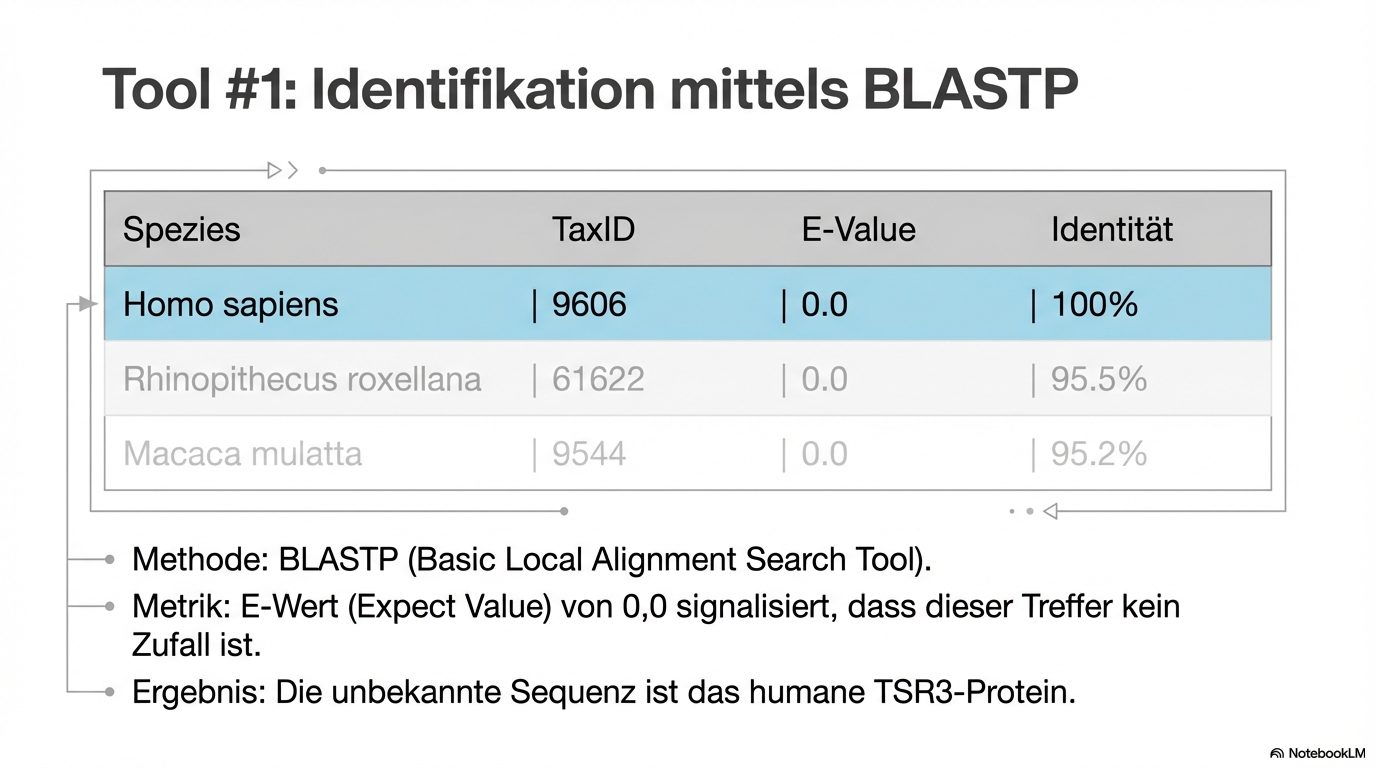 Tool #1: Identifikation mittels BLASTP
Spezies TaxID E-Value Identität
Homo sapiens | 9606 | 0.0 | 100%
Rhinopithecus roxellana | 61622 | 0.0 | 95.5%
Macaca mulatta | 9544 | 0.0 | 95.2%
Methode: BLASTP (Basic Local Alignment Search Tool).
Metrik: E-Wert (Expect Value) von 0,0 signalisiert, dass dieser Treffer kein
Zufall ist.
Ergebnis: Die unbekannte Sequenz ist das humane TSR3-Protein.
NotebookLM